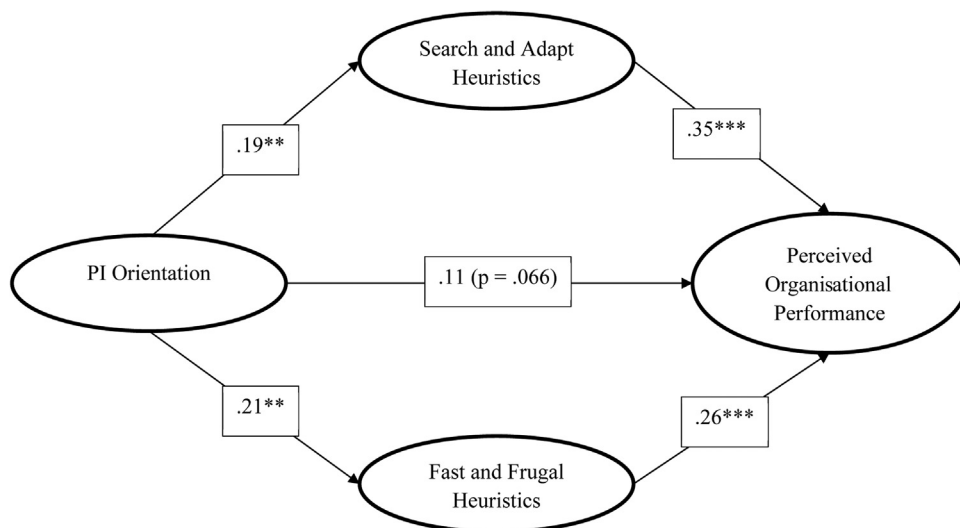 Search and Adapt
Heuristics
.19**
.35***
PI Orientation
.11 (p = .066)
Perceived
Organisational
Performance
.21**
.26***
Fast and Frugal
Heuristics